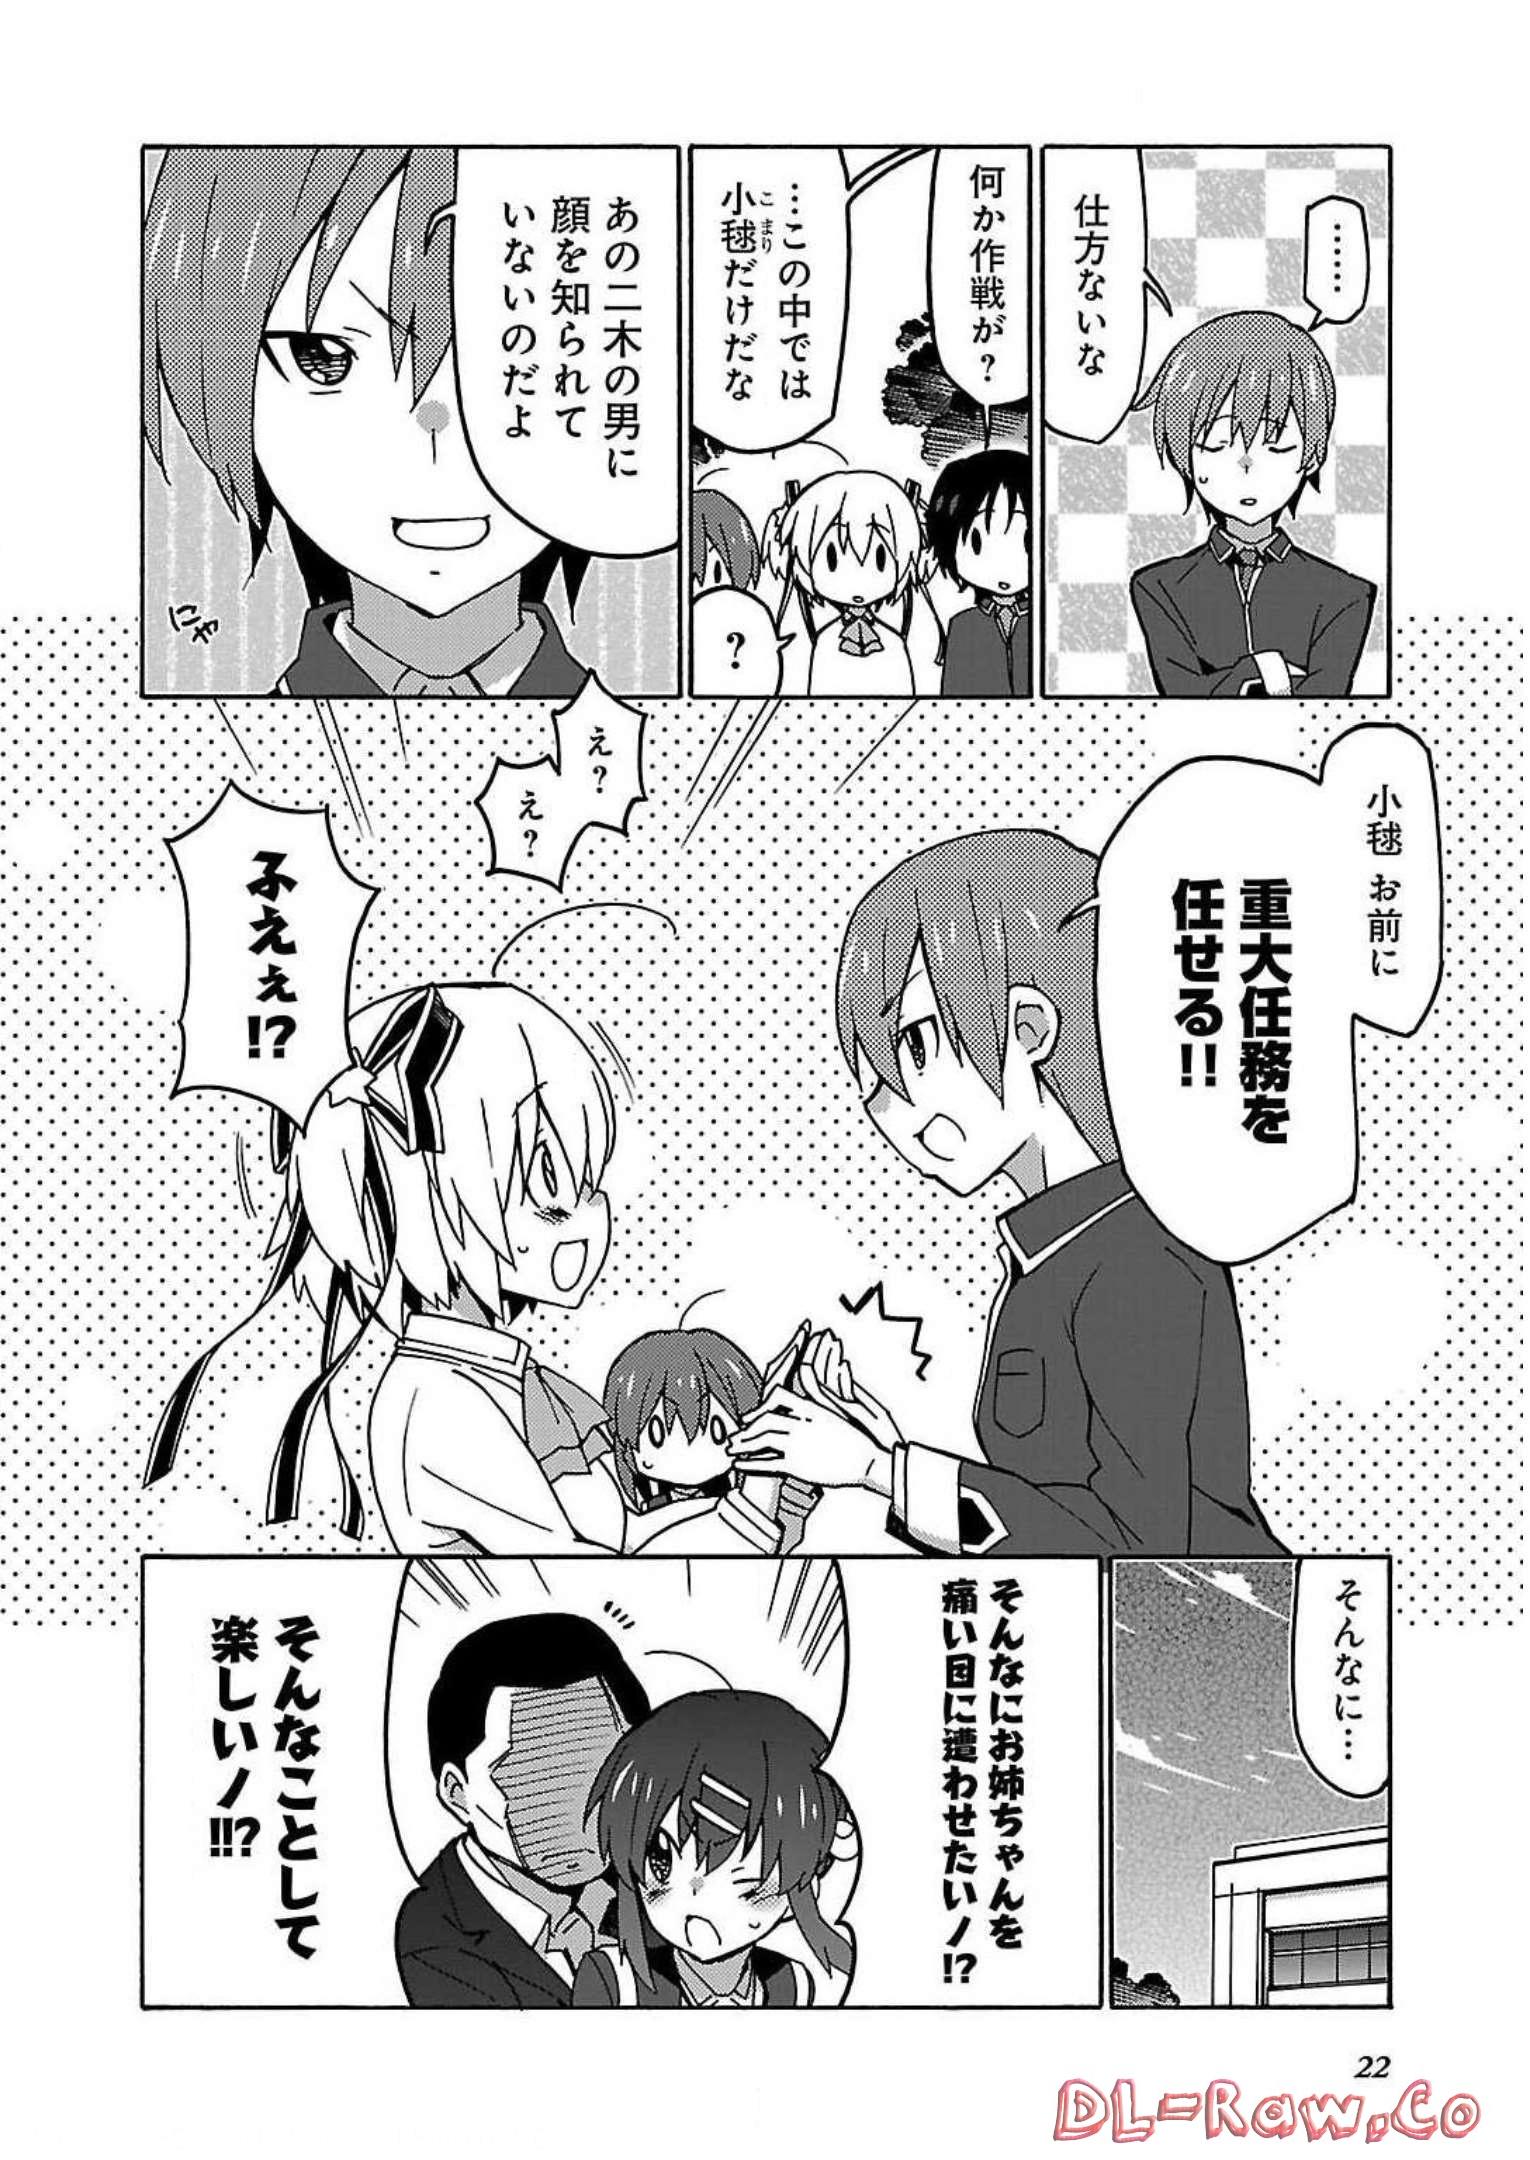 ……
仕方ないな
何か作戦が?
…この中では
小毬だけだな
こまり
?
あの二木の男に
顔を知られて
いないのだよ
にゃ
小毬 お前に
重大任務を
任せる!!
え?
え?
ふえぇ!?
そんなに…
そんなにお姉ちゃんを
痛い目に遭わせたいノ!?
そんなことして
楽しいノ!!?
22
DL-Raw.Co